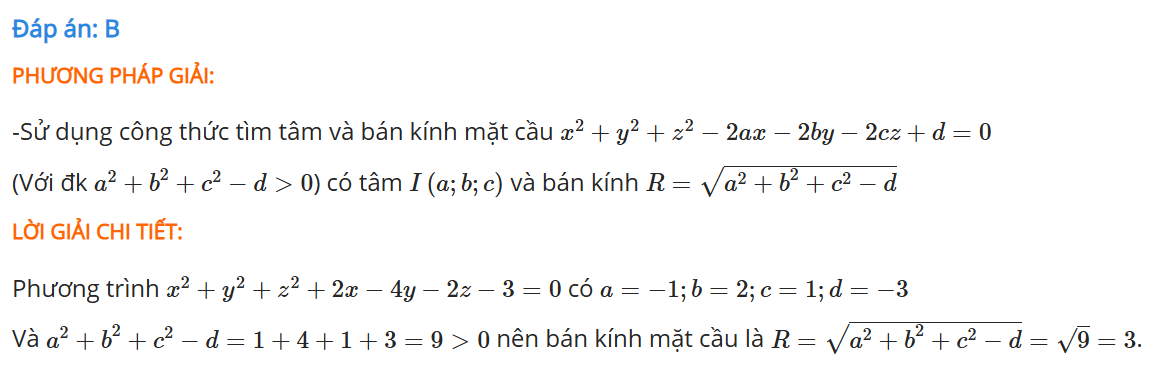 Đáp án: B
PHƯƠNG PHÁP GIẢI:
-Sử dụng công thức tìm tâm và bán kính mặt cầu $x^2 + y^2 + z^2 - 2ax - 2by - 2cz + d = 0$
(Với đk $a^2 + b^2 + c^2 - d > 0$) có tâm $I\,(a; b; c)$ và bán kính $R = \sqrt{a^2 + b^2 + c^2 - d}$
LỜI GIẢI CHI TIẾT:
Phương trình $x^2 + y^2 + z^2 + 2x - 4y - 2z - 3 = 0$ có $a = -1; b = 2; c = 1; d = -3$
Và $a^2 + b^2 + c^2 - d = 1 + 4 + 1 + 3 = 9 > 0$ nên bán kính mặt cầu là $R = \sqrt{a^2 + b^2 + c^2 - d} = \sqrt{9} = 3$.